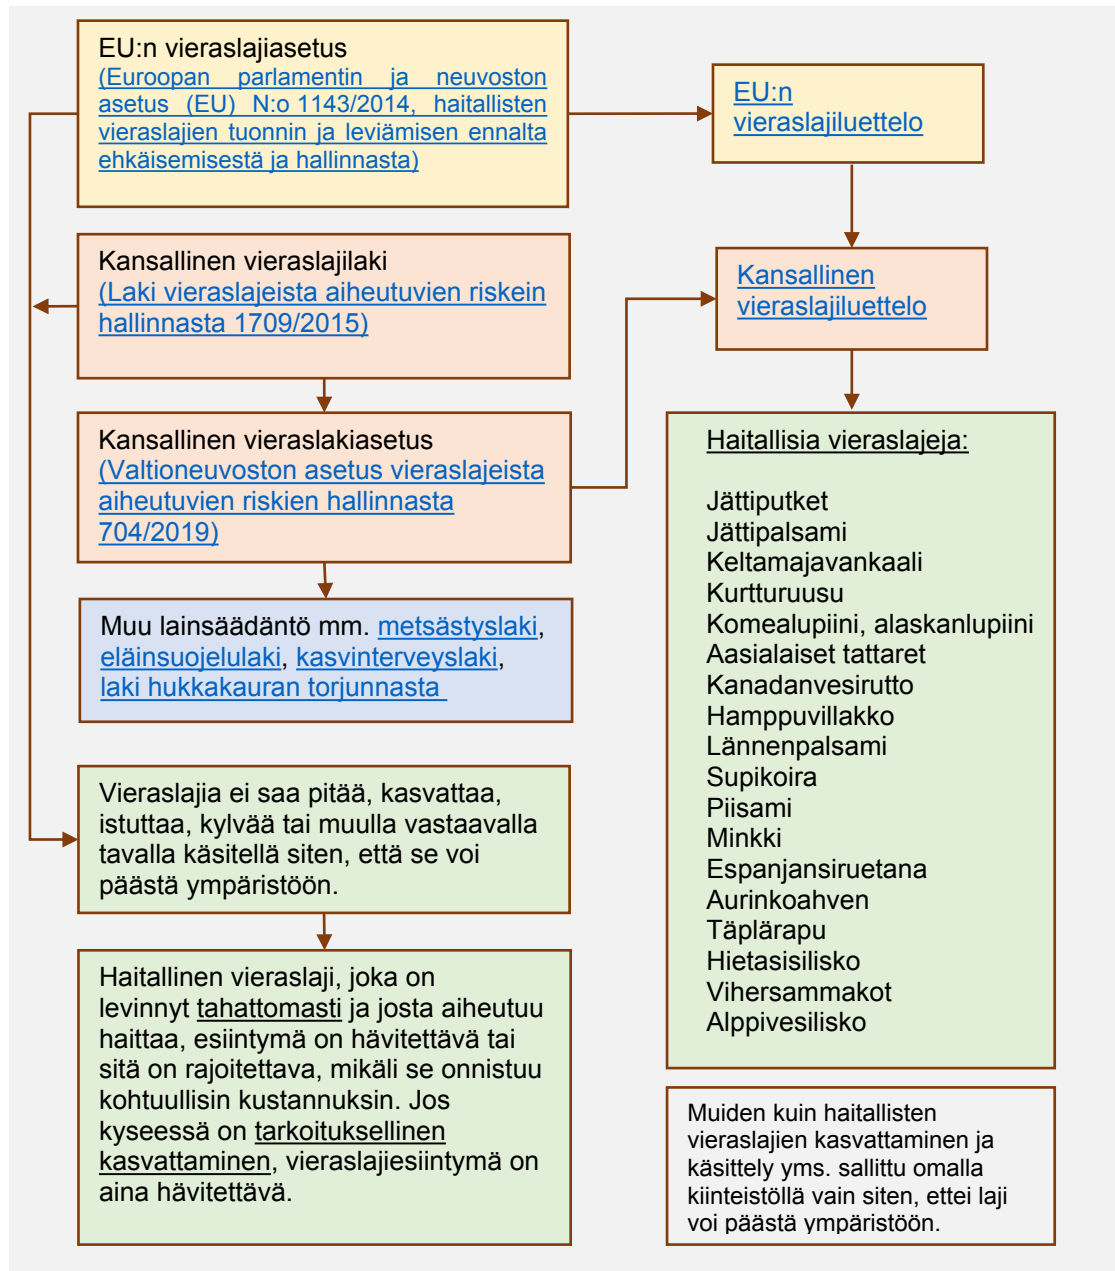 EU:n vieraslajiasetus
(Euroopan parlamentin ja neuvoston
asetus (EU) N:o 1143/2014, haitallisten
vieraslajien tuonnin ja leviämisen ennalta
ehkäisemisestä ja hallinnasta)
EU:n
vieraslajiluettelo
Kansallinen vieraslajilaki
(Laki vieraslajeista aiheutuvien riskein
hallinnasta 1709/2015)
Kansallinen
vieraslajiluettelo
Kansallinen vieraslakiasetus
(Valtioneuvoston asetus vieraslajeista
aiheutuvien riskien hallinnasta
704/2019)
Muu lainsäädäntö mm. metsästyslaki,
eläinsuojelulaki, kasvinterveyslaki,
laki hukkakauran torjunnasta
Vieraslajia ei saa pitää, kasvattaa,
istuttaa, kylvää tai muulla vastaavalla
tavalla käsitellä siten, että se voi
päästä ympäristöön.
Haitallinen vieraslaji, joka on
levinnyt tahattomasti ja josta aiheutuu
haittaa, esiintymä on hävitettävä tai
sitä on rajoitettava, mikäli se onnistuu
kohtuullisin kustannuksin. Jos
kyseessä on tarkoituksellinen
kasvattaminen, vieraslajiesiintymä on
aina hävitettävä.
Haitallisia vieraslajeja:
Jättiputket
Jättipalsami
Keltamajavankaali
Kurtturuusu
Komealupiini, alaskanlupiini
Aasialaiset tattaret
Kanadanvesirutto
Hamppuvillakko
Lännenpalsami
Supikoira
Piisami
Minkki
Espanjansiruetana
Aurinkoahven
Täplärapu
Hietasisilisko
Vihersammakot
Alppivesilisko
Muiden kuin haitallisten
vieraslajien kasvattaminen ja
käsittely yms. sallittu omalla
kiinteistöllä vain siten, ettei laji
voi päästä ympäristöön.